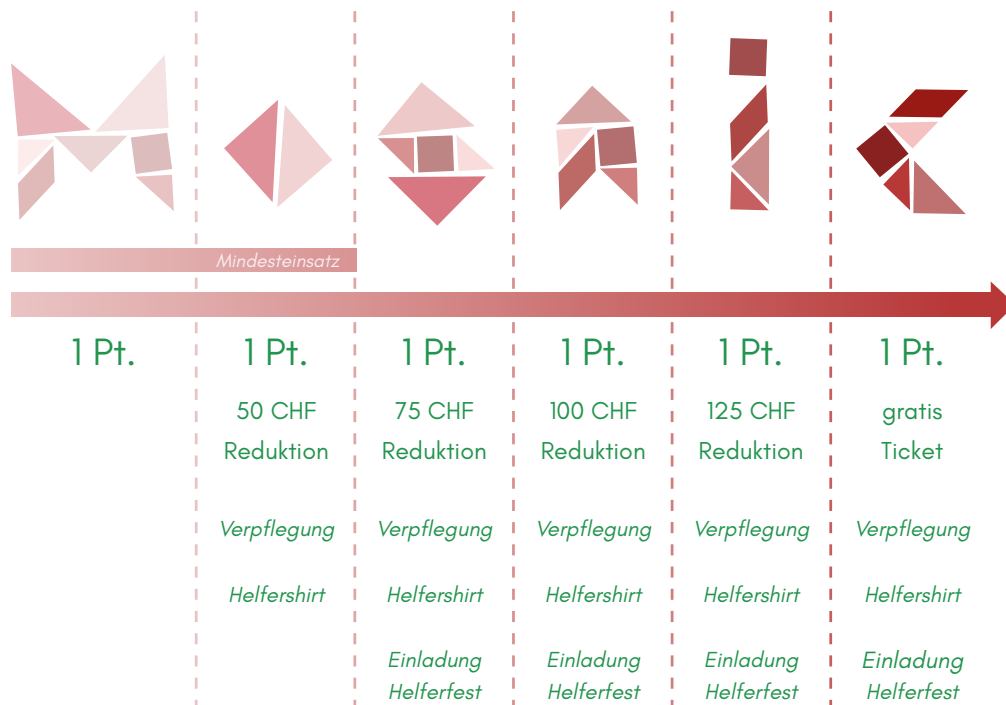 Mindesteinsatz
1 Pt. 1 Pt. 1 Pt. 1 Pt. 1 Pt. 1 Pt.
50 CHF 75 CHF 100 CHF 125 CHF gratis
Reduktion Reduktion Reduktion Reduktion Ticket
Verpflegung Verpflegung Verpflegung Verpflegung Verpflegung
Helfershirt Helfershirt Helfershirt Helfershirt Helfershirt
Einladung Einladung Einladung Einladung
Helferfest Helferfest Helferfest Helferfest